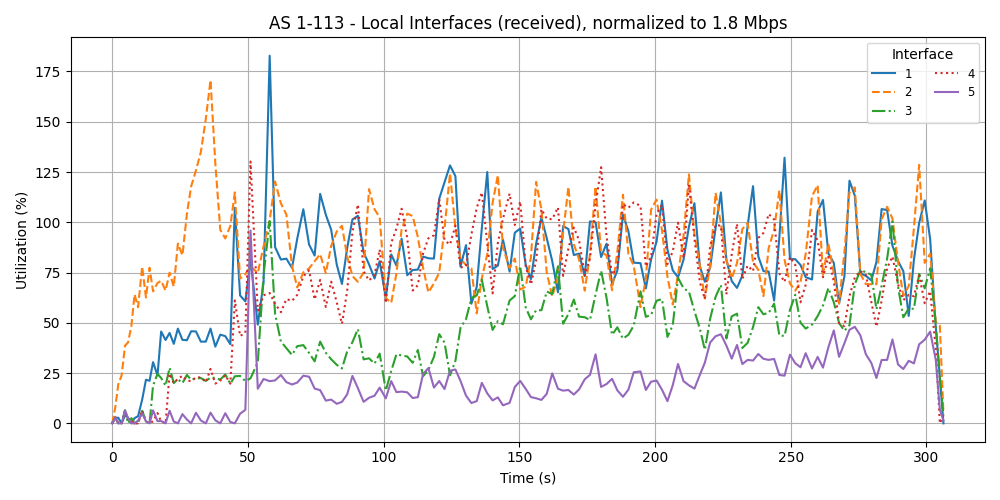 AS 1-113 - Local Interfaces (received), normalized to 1.8 Mbps
Interface
1
2
3
4
5
Utilization (%)
175
150
125
100
75
50
25
0
0 50 100 150 200 250 300
Time (s)